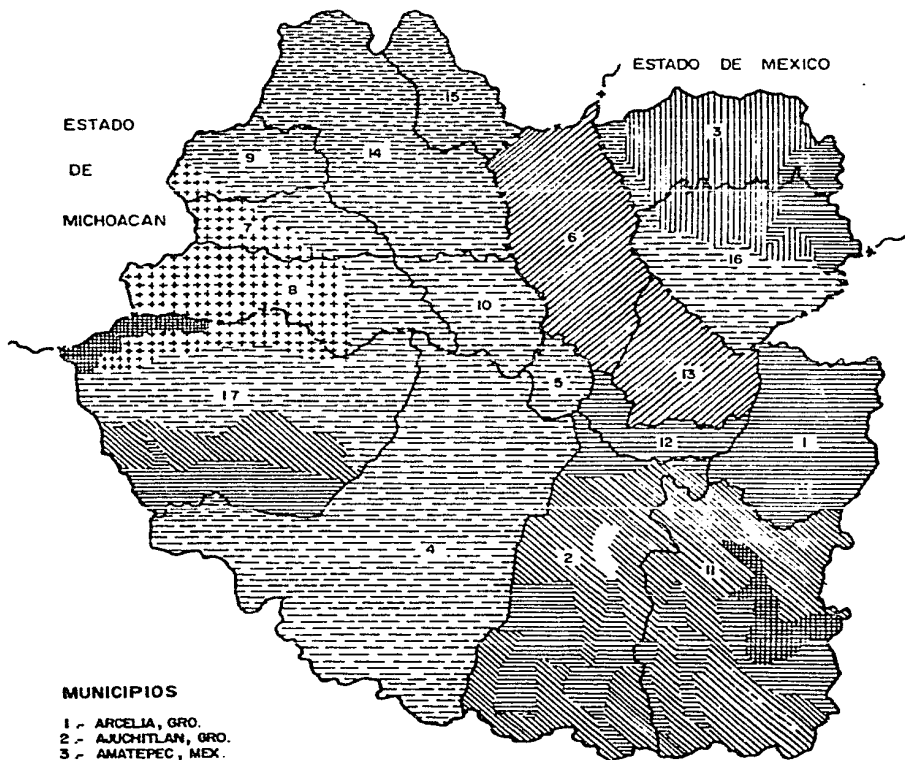 ESTADO DE MEXICO
ESTADO
DE
MICHOACAN
15
3
9
14
7
6
16
8
10
5
13
17
12
1
4
2
11
MUNICIPIOS
1.- ARCELIA, GRO.
2.- AJUCHITLAN, GRO.
3.- AMATEPEC, MEX.